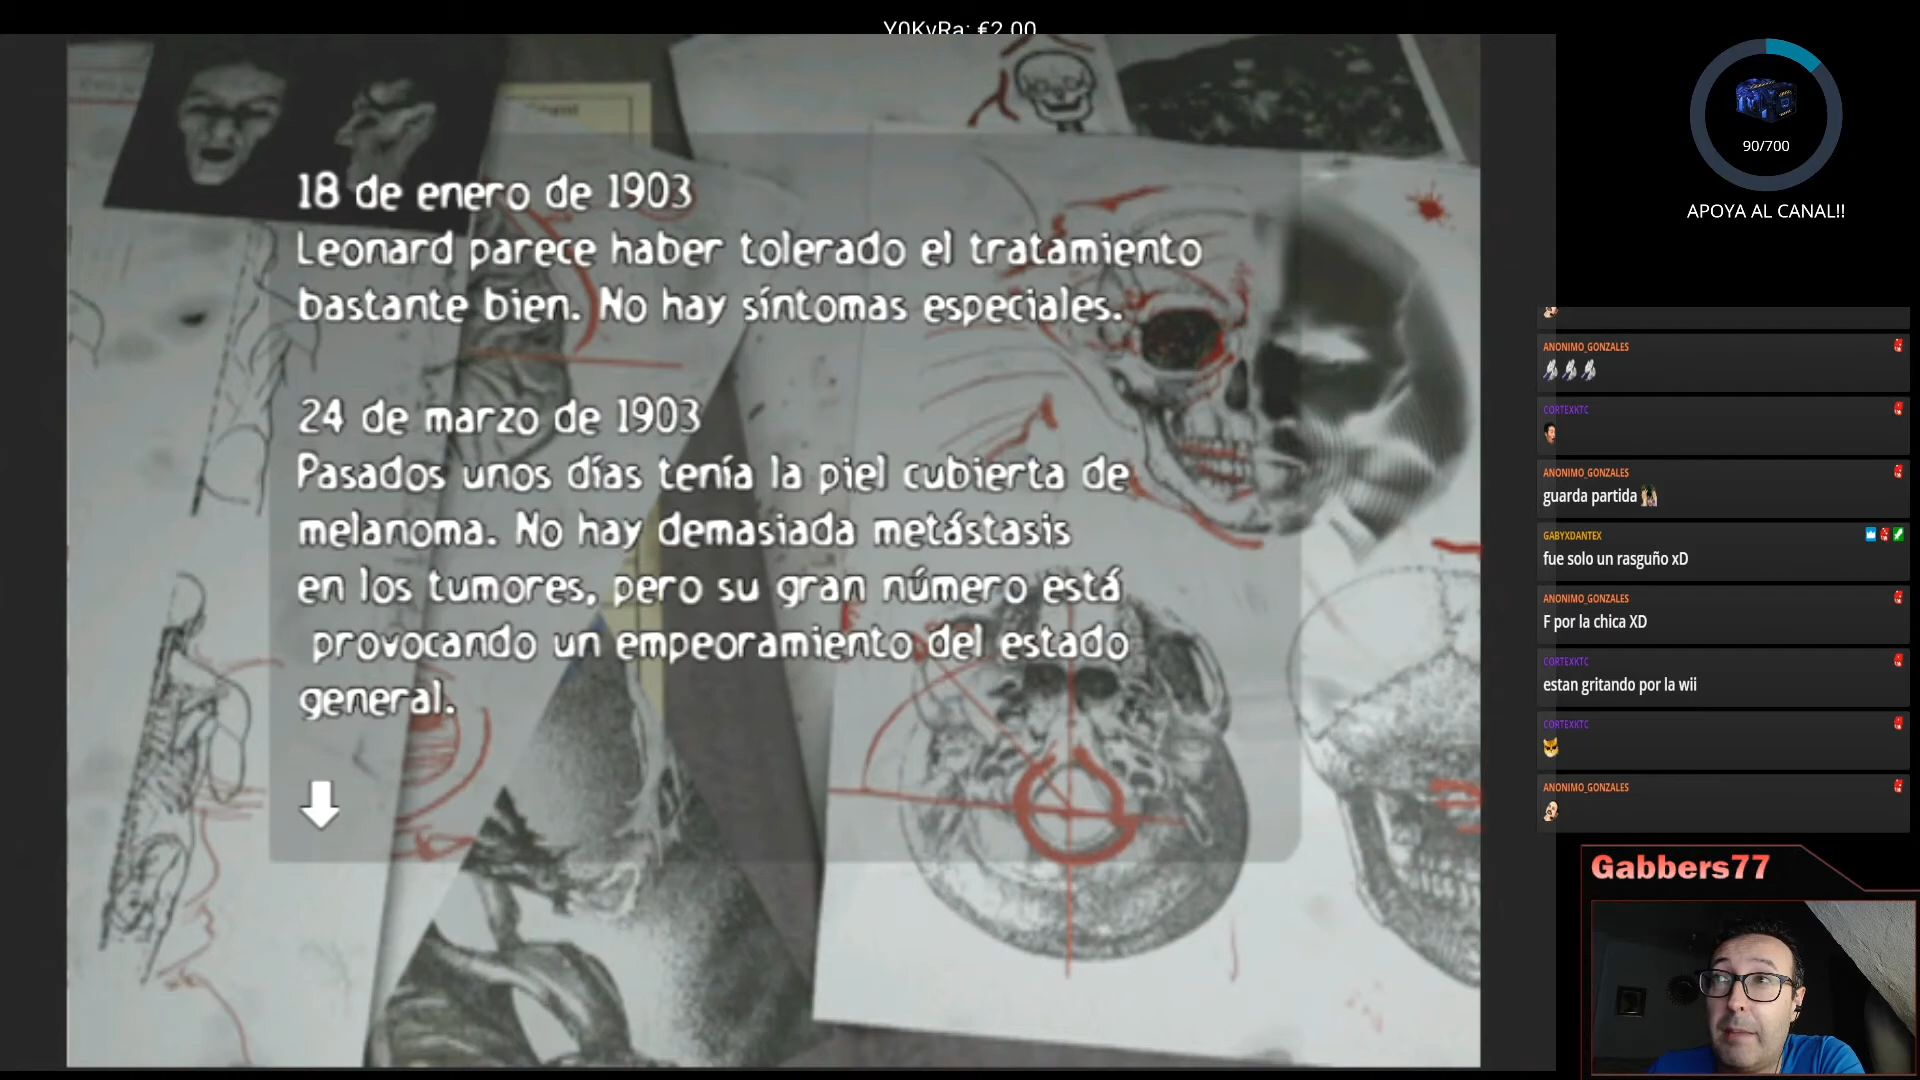 Y0KyRa: €2.00
18 de enero de 1903
Leonard parece haber tolerado el tratamiento
bastante bien. No hay síntomas especiales.
24 de marzo de 1903
Pasados unos días tenía la piel cubierta de
melanoma. No hay demasiada metástasis
en los tumores, pero su gran número está
provocando un empeoramiento del estado
general.
90/700
APOYA AL CANAL!!
ANONIMO_GONZALES
CORTEXKTC
ANONIMO_GONZALES
guarda partida
GABYXDANTEX
fue solo un rasguño xD
ANONIMO_GONZALES
F por la chica XD
CORTEXKTC
estan gritando por la wii
CORTEXKTC
ANONIMO_GONZALES
Gabbers77